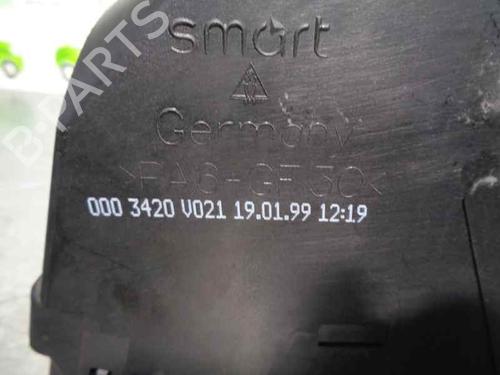 smart
Germany
>PA6-GF30<
000 3420 V021 19.01.99 12:19
B-PARTS